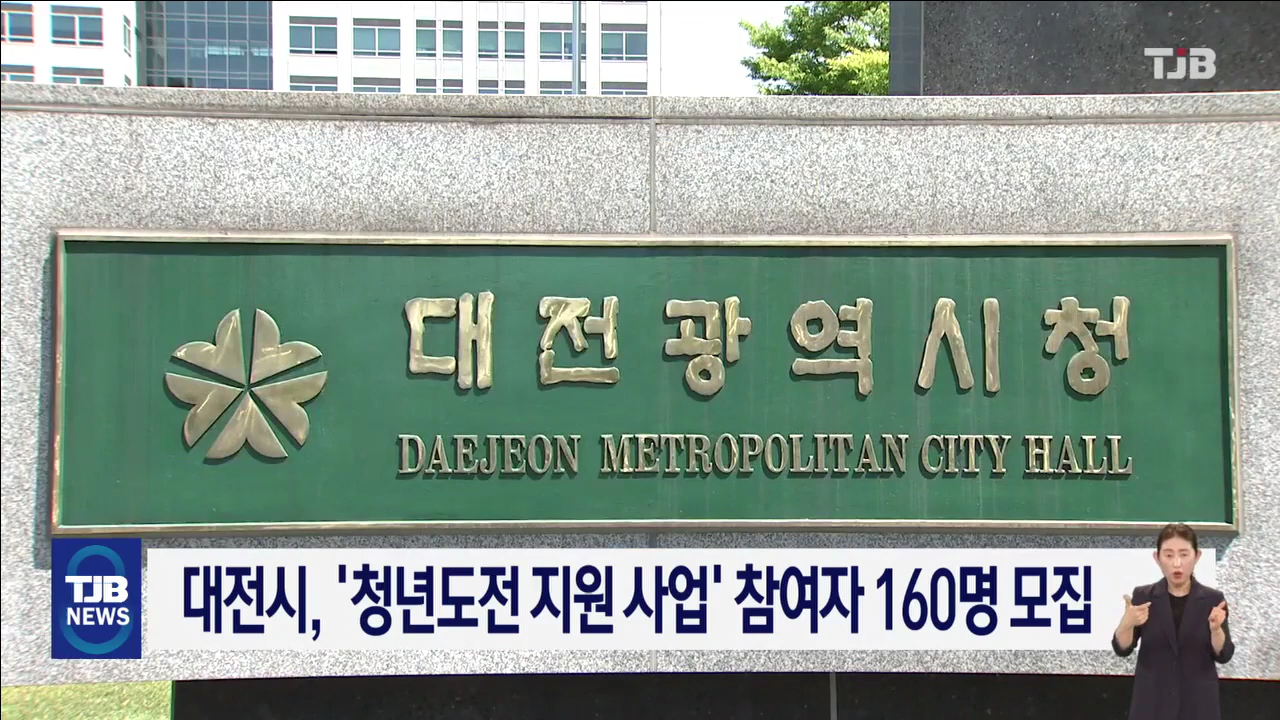 TJB
대전광역시청
DAEJEON METROPOLITAN CITY HALL
8
TJB
NEWS
대전시, '청년도전 지원 사업' 참여자 160명 모집